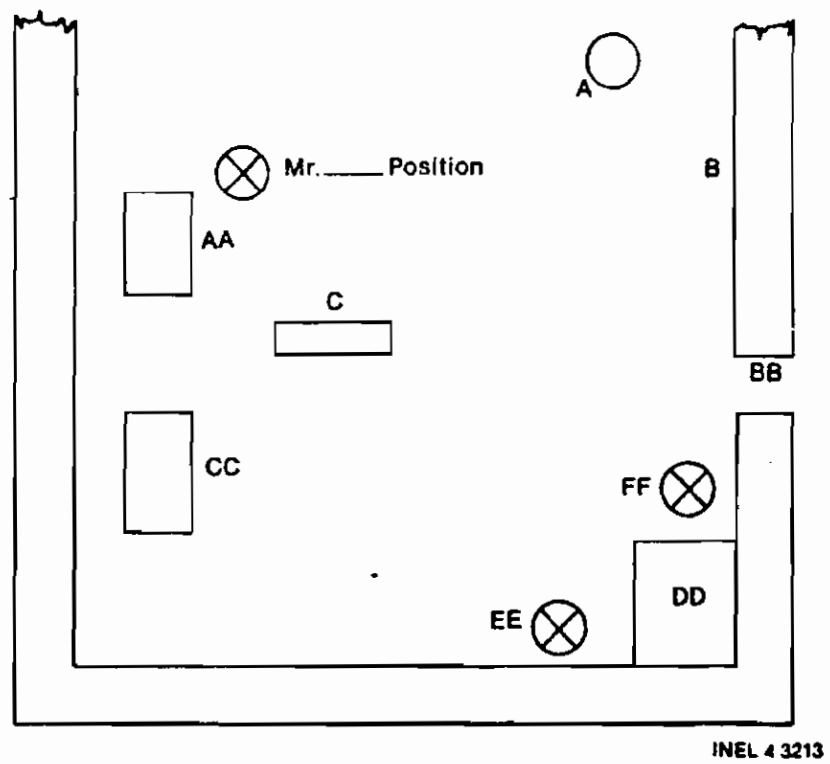 A
Mr. ____ Position
B
AA
C
BB
CC
FF
DD
EE
INEL 4 3213